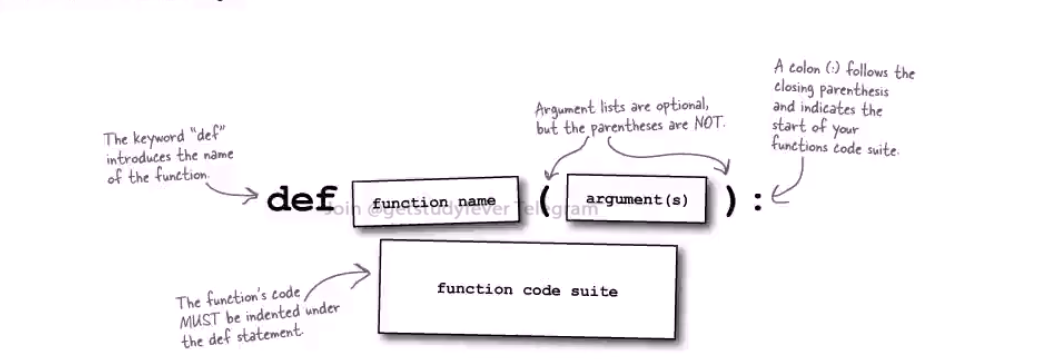 A colon (:) follows the
closing parenthesis
and indicates the
start of your
functions code suite.
Argument lists are optional,
but the parentheses are NOT.
The keyword "def"
introduces the name
of the function.
def function name ( argument(s) ) :
Join @getstudyfever Telegram
function code suite
The function's code
MUST be indented under
the def statement.